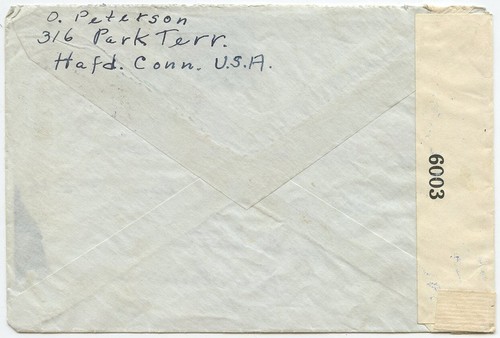 O. Peterson
316 Park Terr.
Hafd. Conn. U.S.A.
6003